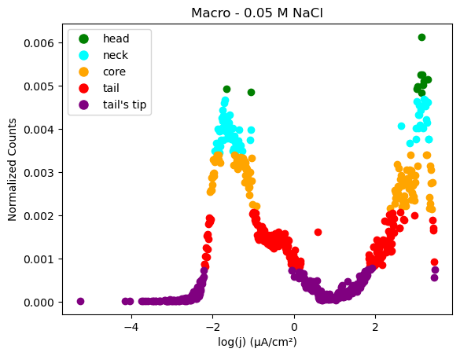 Macro - 0.05 M NaCl
head
neck
core
tail
tail's tip
Normalized Counts
0.006
0.005
0.004
0.003
0.002
0.001
0.000
−4
−2
0
2
log(j) (μA/cm²)